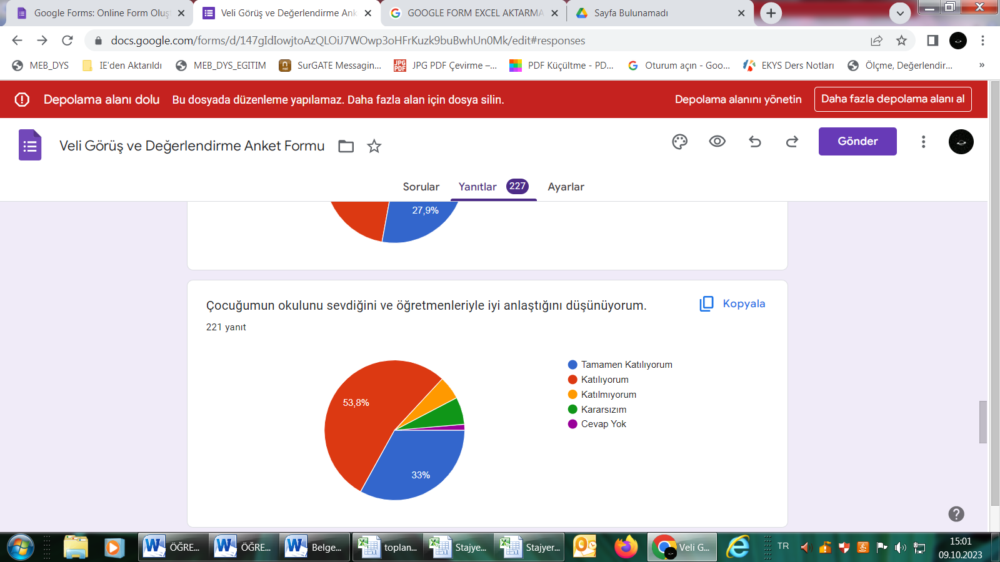 Google Forms: Online Form Oluşt
Veli Görüş ve Değerlendirme Ank
GOOGLE FORM EXCEL AKTARMA
Sayfa Bulunamadı
docs.google.com/forms/d/147gIdIowjtoAzQLOiJ7WOwp3oHFrKuzk9buBwhUn0Mk/edit#responses
MEB_DYS
IE'den Aktarıldı
MEB_DYS_EGITIM
SurGATE Messagin...
JPG PDF Çevirme –...
PDF Küçültme - PD...
Oturum açın - Goo...
EKYS Ders Notları
Ölçme, Değerlendir...
»
Depolama alanı dolu
Bu dosyada düzenleme yapılamaz. Daha fazla alan için dosya silin.
Depolama alanını yönetin
Daha fazla depolama alanı al
Veli Görüş ve Değerlendirme Anket Formu
Gönder
Sorular
Yanıtlar 227
Ayarlar
27,9%
Çocuğumun okulunu sevdiğini ve öğretmenleriyle iyi anlaştığını düşünüyorum.
Kopyala
221 yanıt
Tamamen Katılıyorum
Katılıyorum
Katılmıyorum
Kararsızım
Cevap Yok
53,8%
33%
ÖĞRE...
ÖĞRE...
Belge...
toplan...
Stajye...
Stajyer...
Veli G...
TR
15:01
09.10.2023